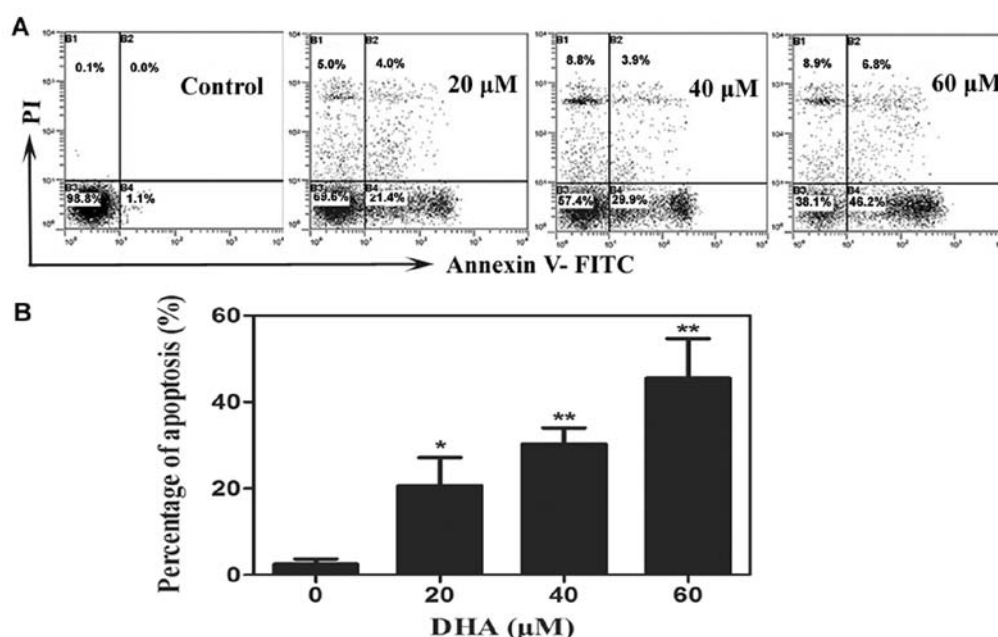 A
PI
B1 B2
0.1% 0.0%
Control
B3 B4
98.8% 1.1%
B1 B2
5.0% 4.0%
20 μM
B3 B4
69.6% 21.4%
B1 B2
8.8% 3.9%
40 μM
B3 B4
57.4% 29.9%
B1 B2
8.9% 6.8%
60 μM
B3 B4
38.1% 46.2%
Annexin V- FITC
B
Percentage of apoptosis (%)
60
40
20
0
* ** **
0 20 40 60
DHA (μM)